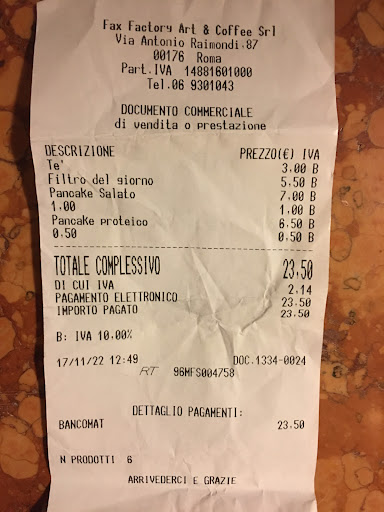 Fax Factory Art & Coffee Srl
Via Antonio Raimondi,87
00176 Roma
Part.IVA 14881601000
Tel.06 9301043
DOCUMENTO COMMERCIALE
di vendita o prestazione
DESCRIZIONE PREZZO(€) IVA
Te' 3,00 B
Filtro del giorno 5,50 B
Pancake Salato 7,00 B
1,00 1,00 B
Pancake proteico 6,50 B
0,50 0,50 B
TOTALE COMPLESSIVO 23,50
DI CUI IVA 2,14
PAGAMENTO ELETTRONICO 23,50
IMPORTO PAGATO 23,50
B: IVA 10,00%
17/11/22 12:49 DOC.1334-0024
RT 96MFS004758
DETTAGLIO PAGAMENTI:
BANCOMAT 23,50
N PRODOTTI 6
ARRIVEDERCI E GRAZIE